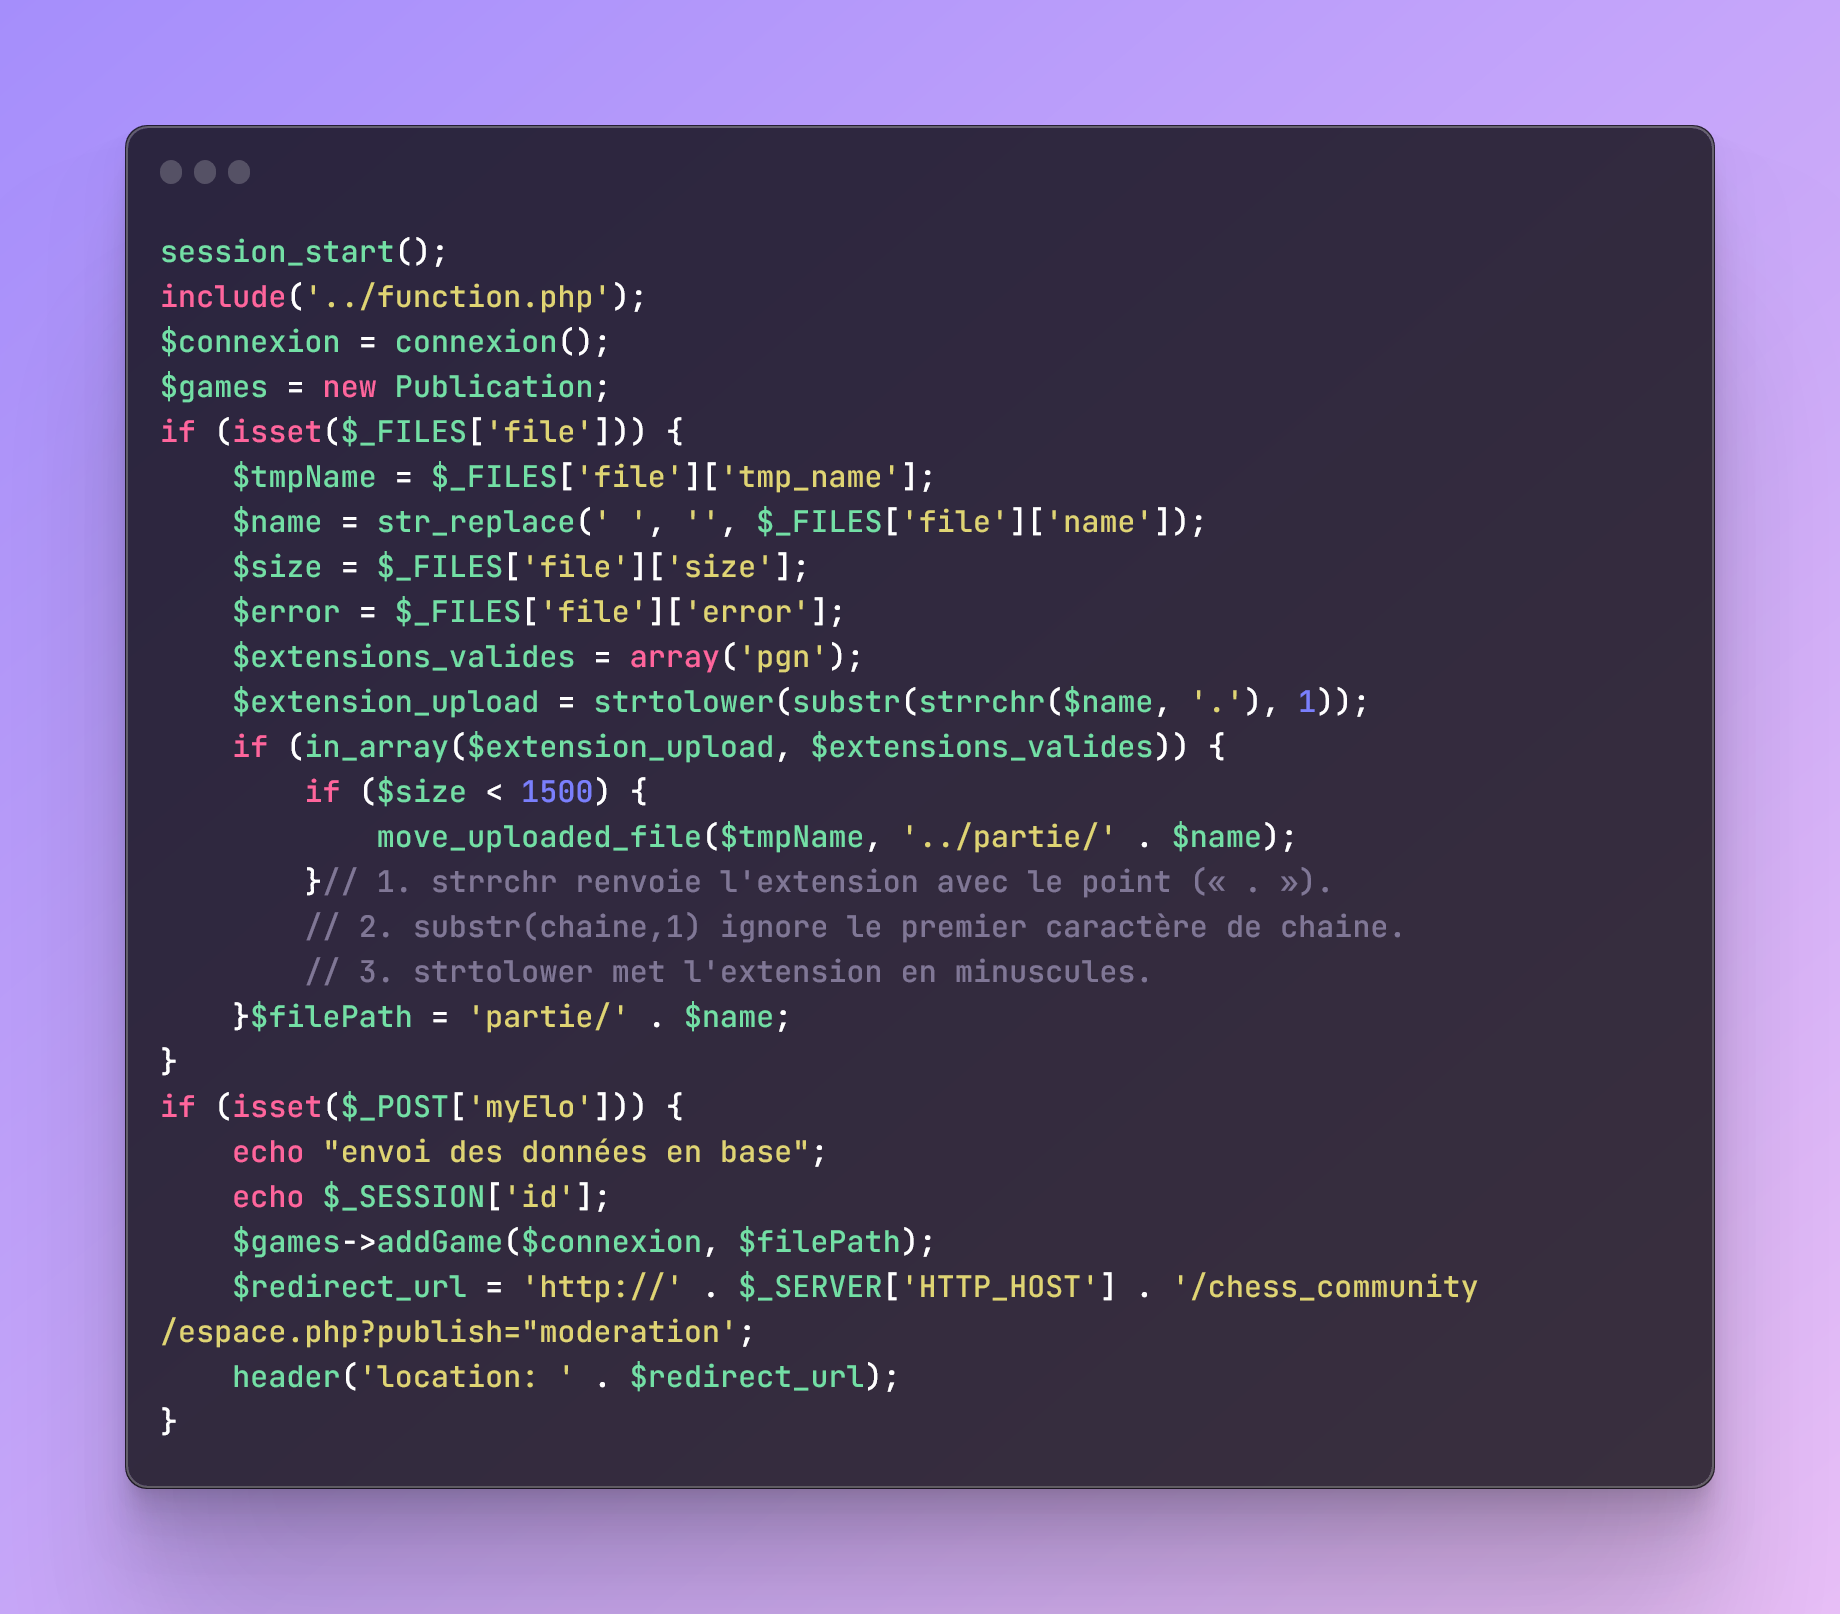 session_start();
include('../function.php');
$connexion = connexion();
$games = new Publication;
if (isset($_FILES['file'])) {
    $tmpName = $_FILES['file']['tmp_name'];
    $name = str_replace(' ', '', $_FILES['file']['name']);
    $size = $_FILES['file']['size'];
    $error = $_FILES['file']['error'];
    $extensions_valides = array('pgn');
    $extension_upload = strtolower(substr(strrchr($name, '.'), 1));
    if (in_array($extension_upload, $extensions_valides)) {
        if ($size < 1500) {
            move_uploaded_file($tmpName, '../partie/' . $name);
        }// 1. strrchr renvoie l'extension avec le point (« . »).
        // 2. substr(chaine,1) ignore le premier caractère de chaine.
        // 3. strtolower met l'extension en minuscules.
    }$filePath = 'partie/' . $name;
}
if (isset($_POST['myElo'])) {
    echo "envoi des données en base";
    echo $_SESSION['id'];
    $games->addGame($connexion, $filePath);
    $redirect_url = 'http://' . $_SERVER['HTTP_HOST'] . '/chess_community
/espace.php?publish="moderation';
    header('location: ' . $redirect_url);
}